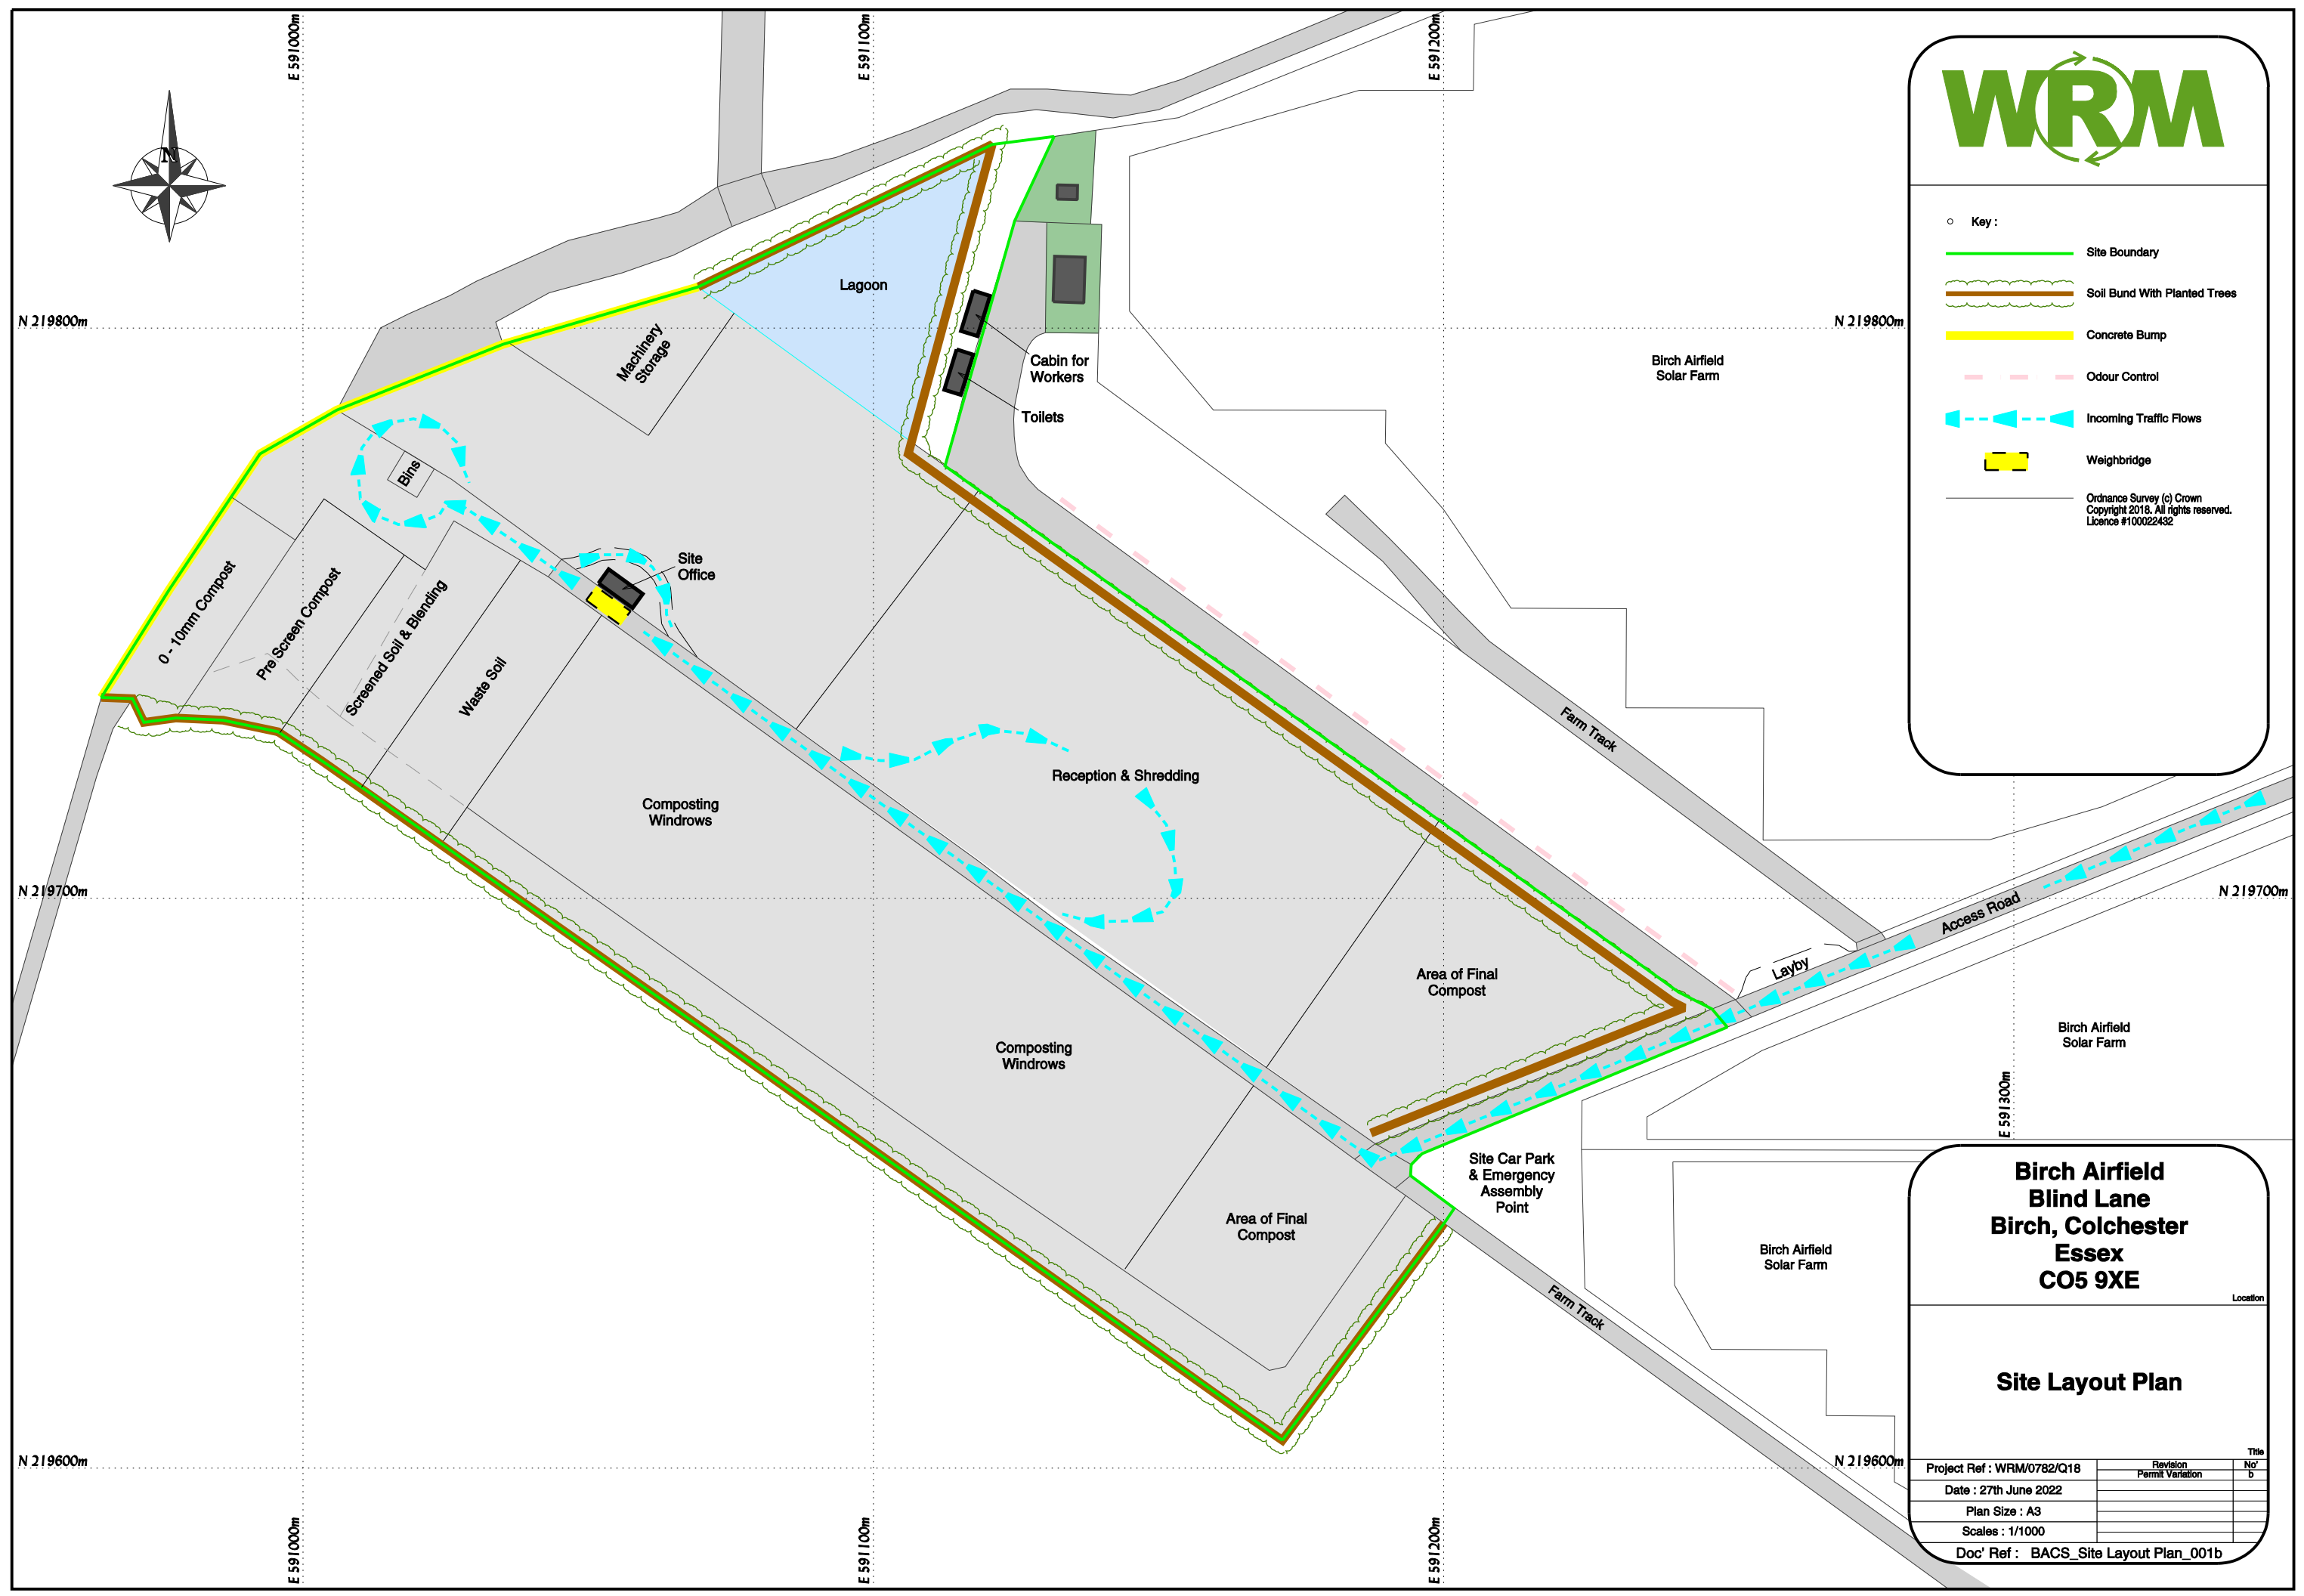 E 591000m
E 591100m
E 591200m
N
WRM
Key :
Site Boundary
Soil Bund With Planted Trees
Concrete Bump
Odour Control
Incoming Traffic Flows
Weighbridge
Ordnance Survey (c) Crown
Copyright 2018. All rights reserved.
Licence #100022432
N 219800m
N 219800m
Lagoon
Machinery
Storage
Cabin for
Workers
Toilets
Birch Airfield
Solar Farm
Bins
Site
Office
0 - 10mm Compost
Pre Screen Compost
Screened Soil & Blending
Waste Soil
Farm Track
Reception & Shredding
Composting
Windrows
N 219700m
N 219700m
Access Road
Layby
Area of Final
Compost
Birch Airfield
Solar Farm
Composting
Windrows
E 591300m
Site Car Park
& Emergency
Assembly
Point
Area of Final
Compost
Birch Airfield
Solar Farm
Farm Track
N 219600m
N 219600m
E 591000m
E 591100m
E 591200m
Birch Airfield
Blind Lane
Birch, Colchester
Essex
CO5 9XE
Location
Site Layout Plan
Title
Project Ref : WRM/0782/Q18
Revision
No'
Permit Variation
b
Date : 27th June 2022
Plan Size : A3
Scales : 1/1000
Doc' Ref : BACS_Site Layout Plan_001b